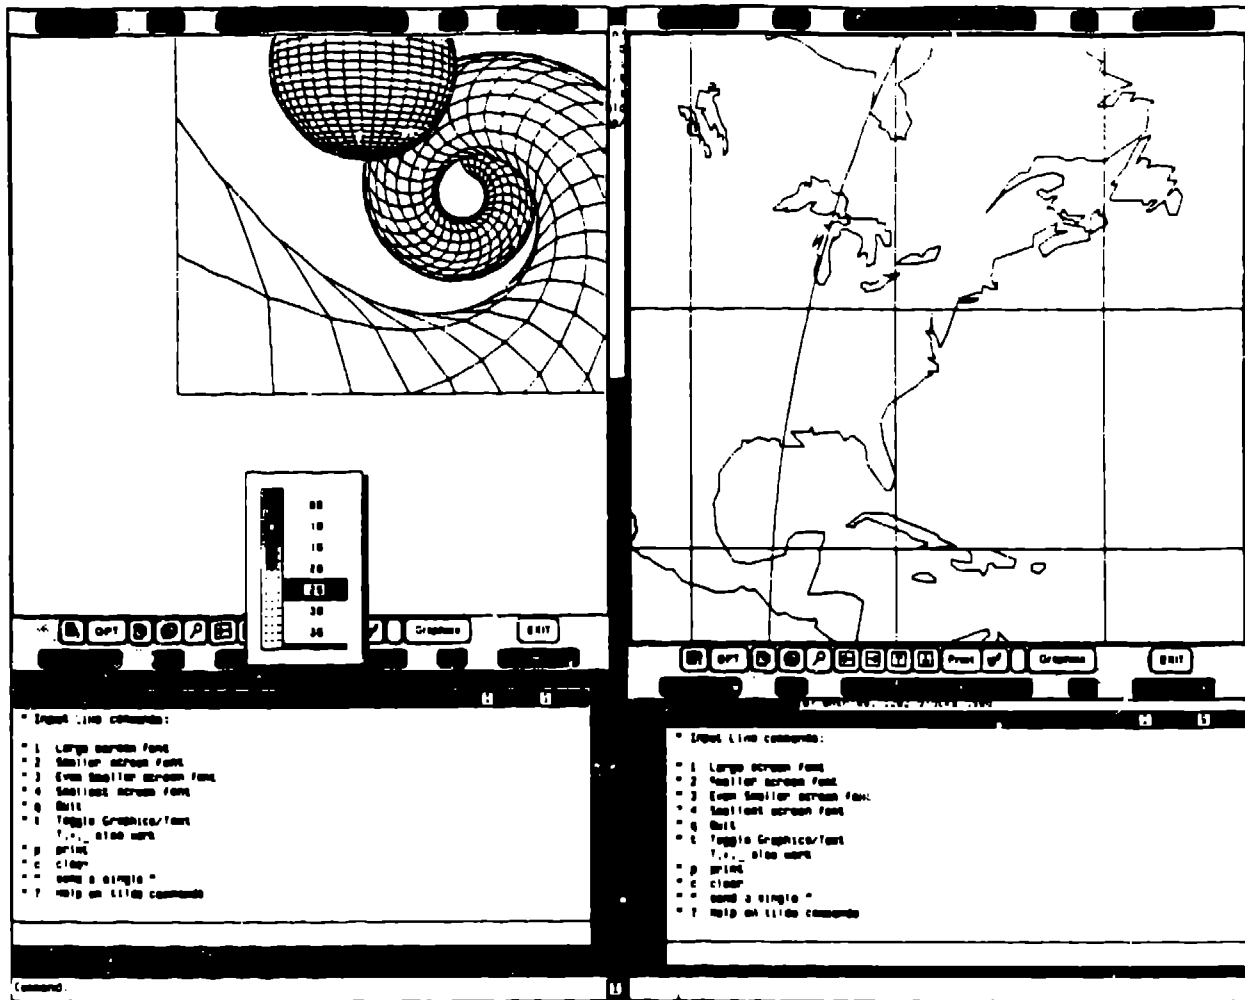 00
10
15
20
25
30
35
OPT
Graphics
EXIT
OPT
Print
Graphics
EXIT
" Input Line commands:
" 1 Large screen font
" 2 Smaller screen font
" 3 Even Smaller screen font
" 4 Smallest screen font
" q Quit
" t Toggle Graphics/Text
also work
" p print
" c clear
" " send a single "
" ? Help on tilde commands
" Input Line commands:
" 1 Large screen font
" 2 Smaller screen font
" 3 Even Smaller screen font
" 4 Smallest screen font
" q Quit
" t Toggle Graphics/Text
also work
" p print
" c clear
" " send a single "
" ? Help on tilde commands
Command: